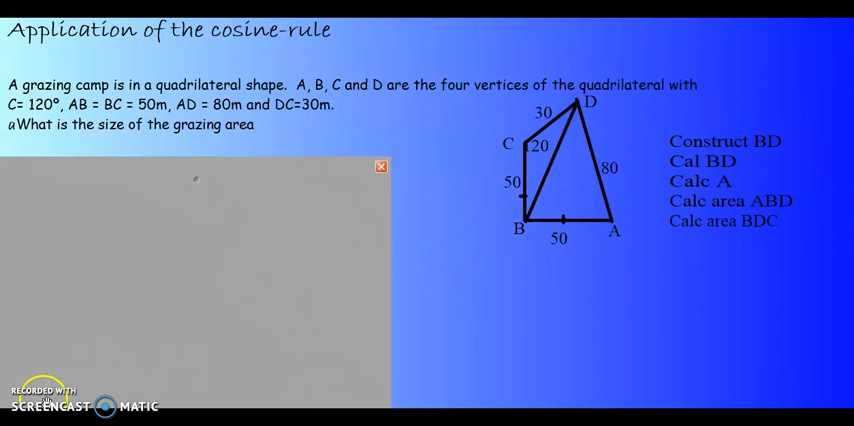 Application of the cosine-rule
A grazing camp is in a quadrilateral shape. A, B, C and D are the four vertices of the quadrilateral with
C= 120º, AB = BC = 50m, AD = 80m and DC=30m.
aWhat is the size of the grazing area
D
30
C
120
50
80
B
A
50
Construct BD
Cal BD
Calc A
Calc area ABD
Calc area BDC
RECORDED WITH
SCREENCAST MATIC